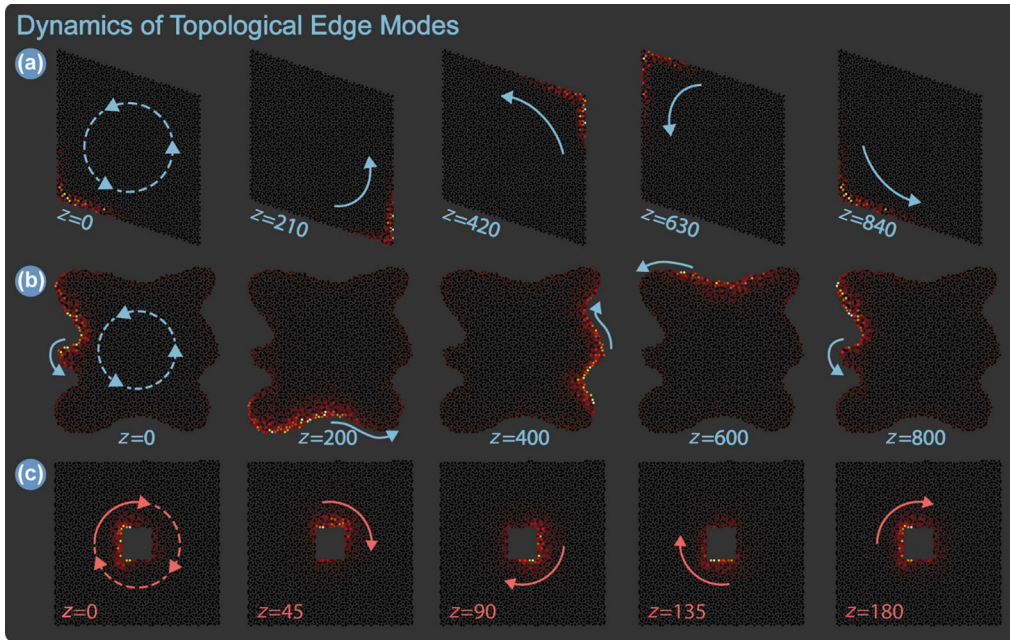 Dynamics of Topological Edge Modes
(a)
z=0 z=210 z=420 z=630 z=840
(b)
z=0 z=200 z=400 z=600 z=800
(c)
z=0 z=45 z=90 z=135 z=180